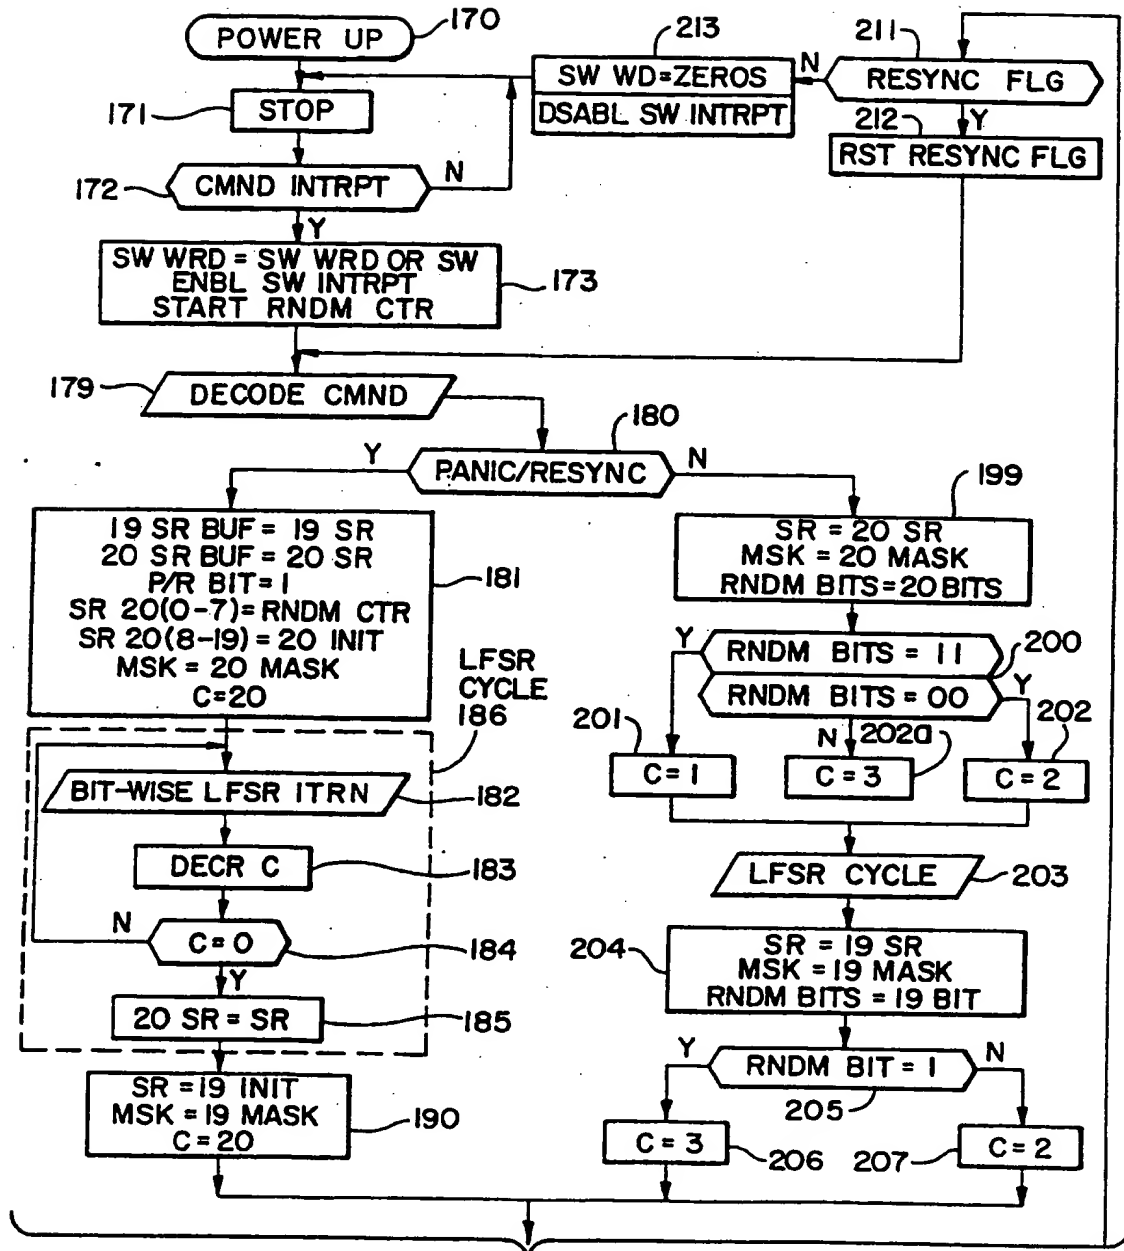 POWER UP
170
213
211
SW WD=ZEROS
DSABL SW INTRPT
N
RESYNC FLG
Y
212
RST RESYNC FLG
171
STOP
172
CMND INTRPT
N
Y
SW WRD = SW WRD OR SW
ENBL SW INTRPT
START RNDM CTR
173
179
DECODE CMND
180
Y
PANIC/RESYNC
N
19 SR BUF = 19 SR
20 SR BUF = 20 SR
P/R BIT = 1
SR 20(0-7)=RNDM CTR
SR 20(8-19)=20 INIT
MSK = 20 MASK
C=20
181
199
SR = 20 SR
MSK = 20 MASK
RNDM BITS=20BITS
LFSR
CYCLE
186
Y
RNDM BITS = 11
200
RNDM BITS = 00
Y
201
N
202a
202
C=1
C=3
C=2
BIT-WISE LFSR ITRN
182
DECR C
183
N
C=0
184
Y
20 SR = SR
185
LFSR CYCLE
203
204
SR = 19 SR
MSK = 19 MASK
RNDM BITS = 19 BIT
SR = 19 INIT
MSK = 19 MASK
C=20
190
Y
RNDM BIT = 1
N
205
C=3
206
207
C=2